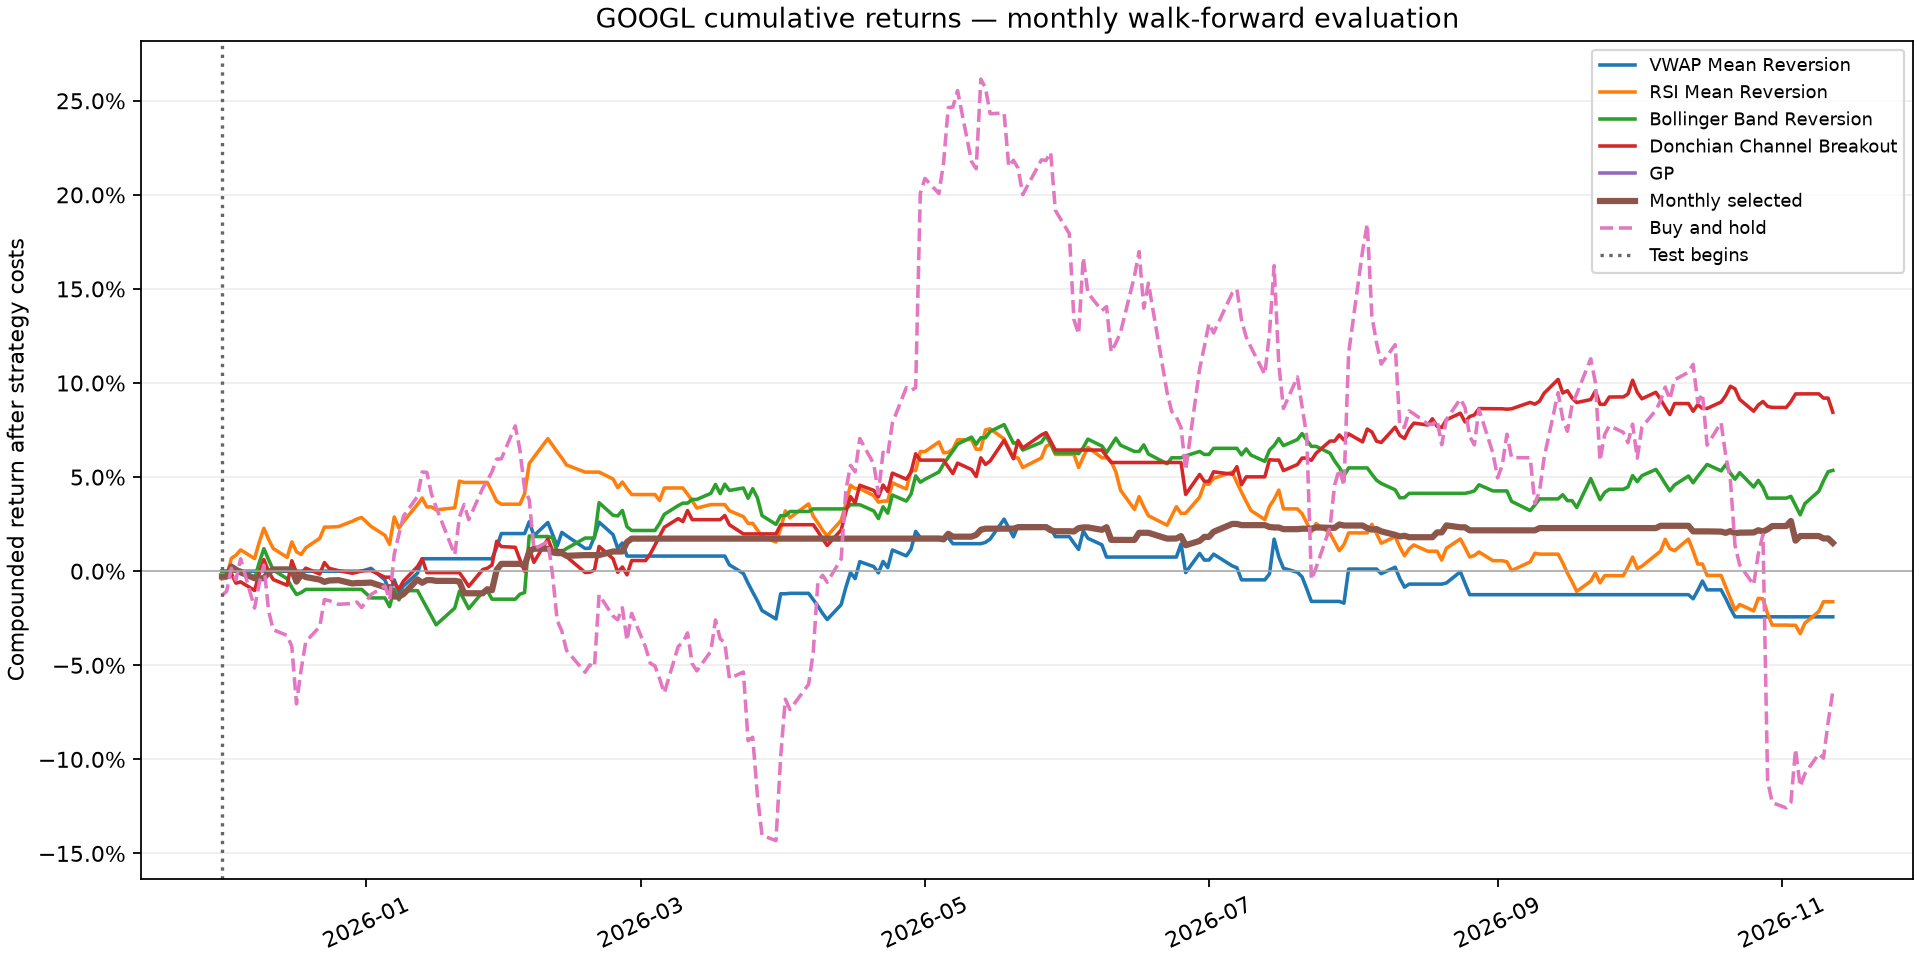 GOOGL cumulative returns — monthly walk-forward evaluation
Compounded return after strategy costs
25.0%
20.0%
15.0%
10.0%
5.0%
0.0%
−5.0%
−10.0%
−15.0%
VWAP Mean Reversion
RSI Mean Reversion
Bollinger Band Reversion
Donchian Channel Breakout
GP
Monthly selected
Buy and hold
Test begins
2026-01
2026-03
2026-05
2026-07
2026-09
2026-11